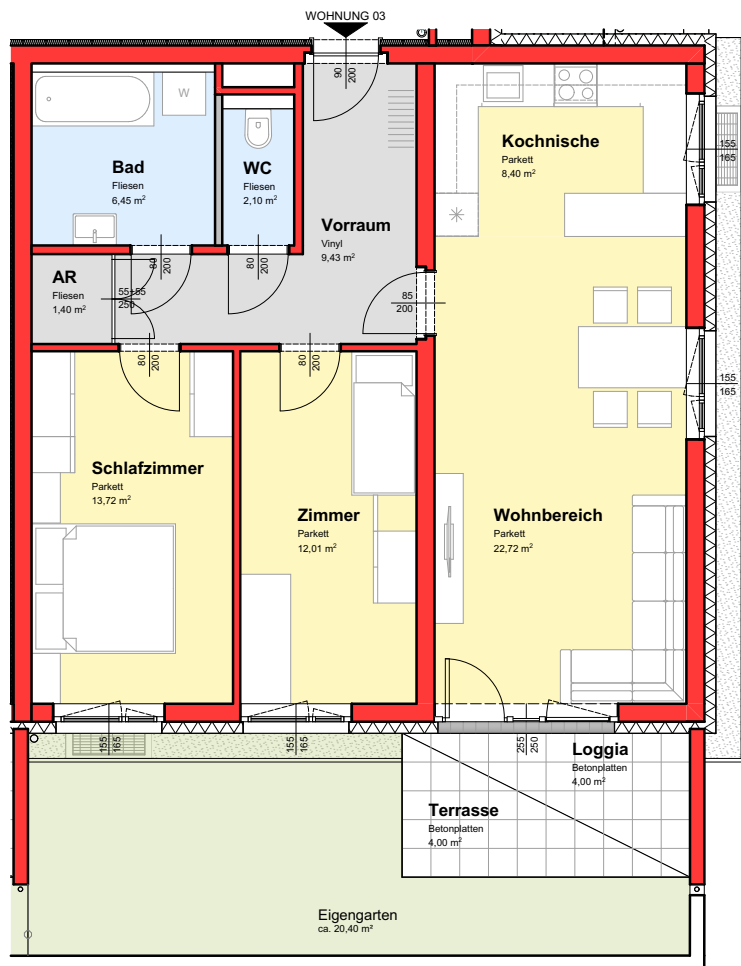 WOHNUNG 03
90
200
W
Bad
Fliesen
6,45 m²
WC
Fliesen
2,10 m²
Vorraum
Vinyl
9,43 m²
Kochnische
Parkett
8,40 m²
155
165
AR
Fliesen
1,40 m²
80
200
55+55
250
80
200
85
200
80
200
80
200
155
165
Schlafzimmer
Parkett
13,72 m²
Zimmer
Parkett
12,01 m²
Wohnbereich
Parkett
22,72 m²
155
165
155
165
255
250
Loggia
Betonplatten
4,00 m²
Terrasse
Betonplatten
4,00 m²
Eigengarten
ca. 20,40 m²